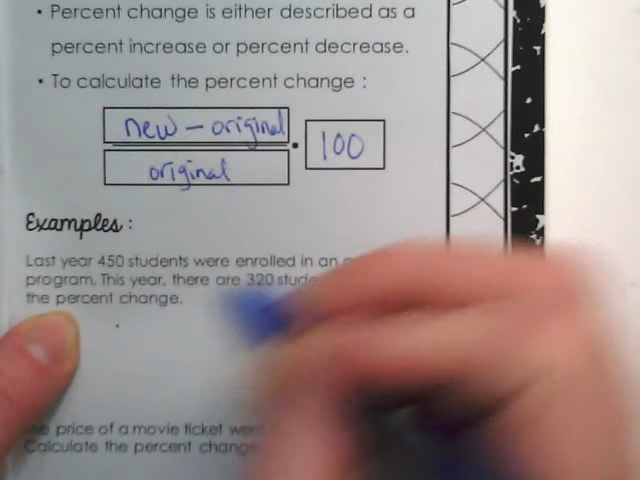 • Percent change is either described as a
percent increase or percent decrease.
• To calculate the percent change :
new - original
original
• 100
Examples:
Last year 450 students were enrolled in an
program. This year, there are 320
the percent change.
price of a movie ticket
Calculate the percent